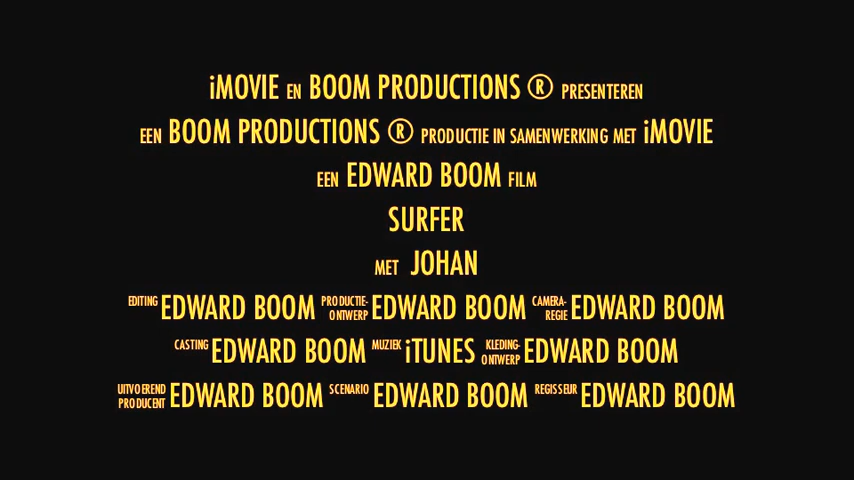 iMOVIE EN BOOM PRODUCTIONS ® PRESENTEREN
EEN BOOM PRODUCTIONS ® PRODUCTIE IN SAMENWERKING MET iMOVIE
EEN EDWARD BOOM FILM
SURFER
MET JOHAN
EDITING EDWARD BOOM PRODUCTIE-ONTWERP EDWARD BOOM CAMERA-REGIE EDWARD BOOM
CASTING EDWARD BOOM MUZIEK iTUNES KLEDING-ONTWERP EDWARD BOOM
UITVOEREND PRODUCENT EDWARD BOOM SCENARIO EDWARD BOOM REGISSEUR EDWARD BOOM